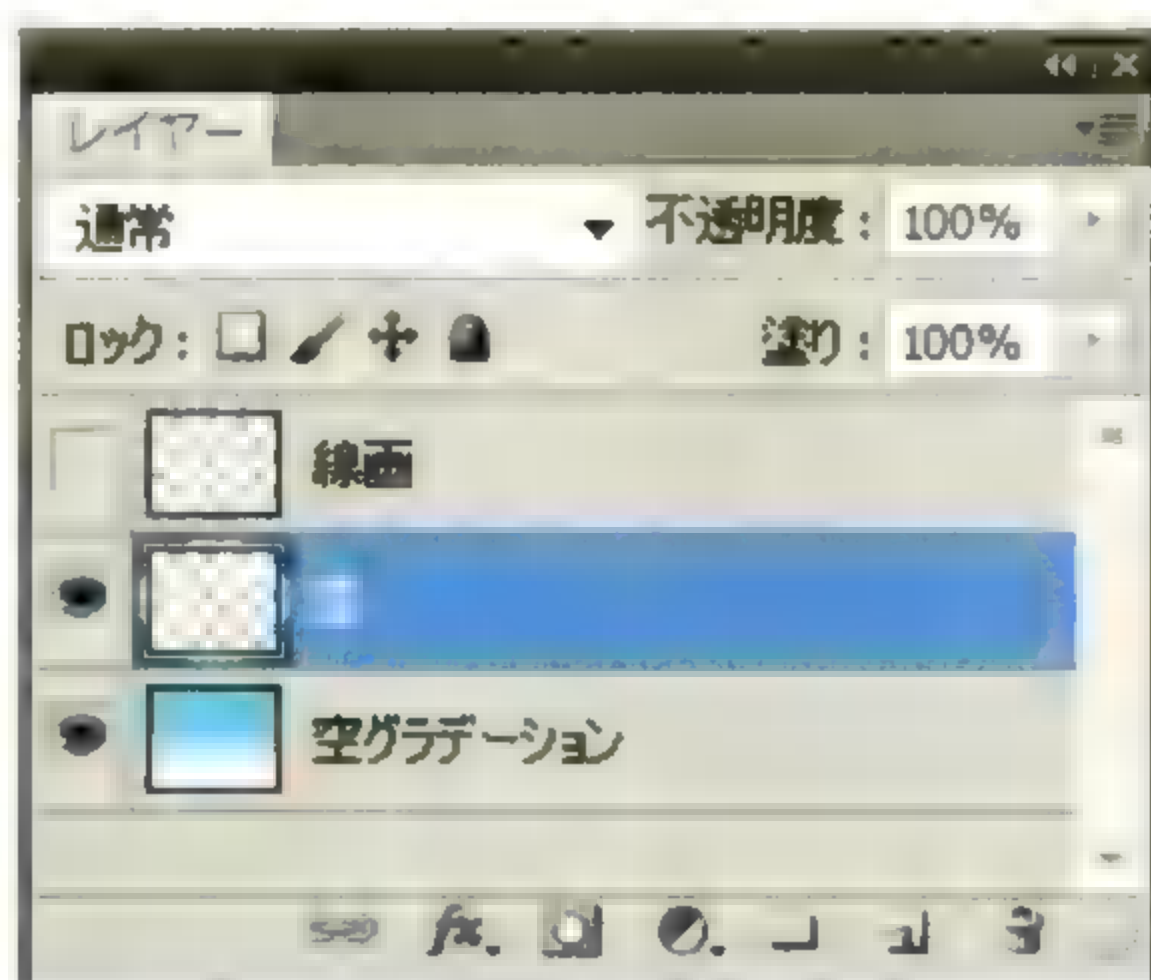 レイヤー
通常 不透明度: 100%
ロック: 塗り: 100%
線画
空グラデーション
fx.